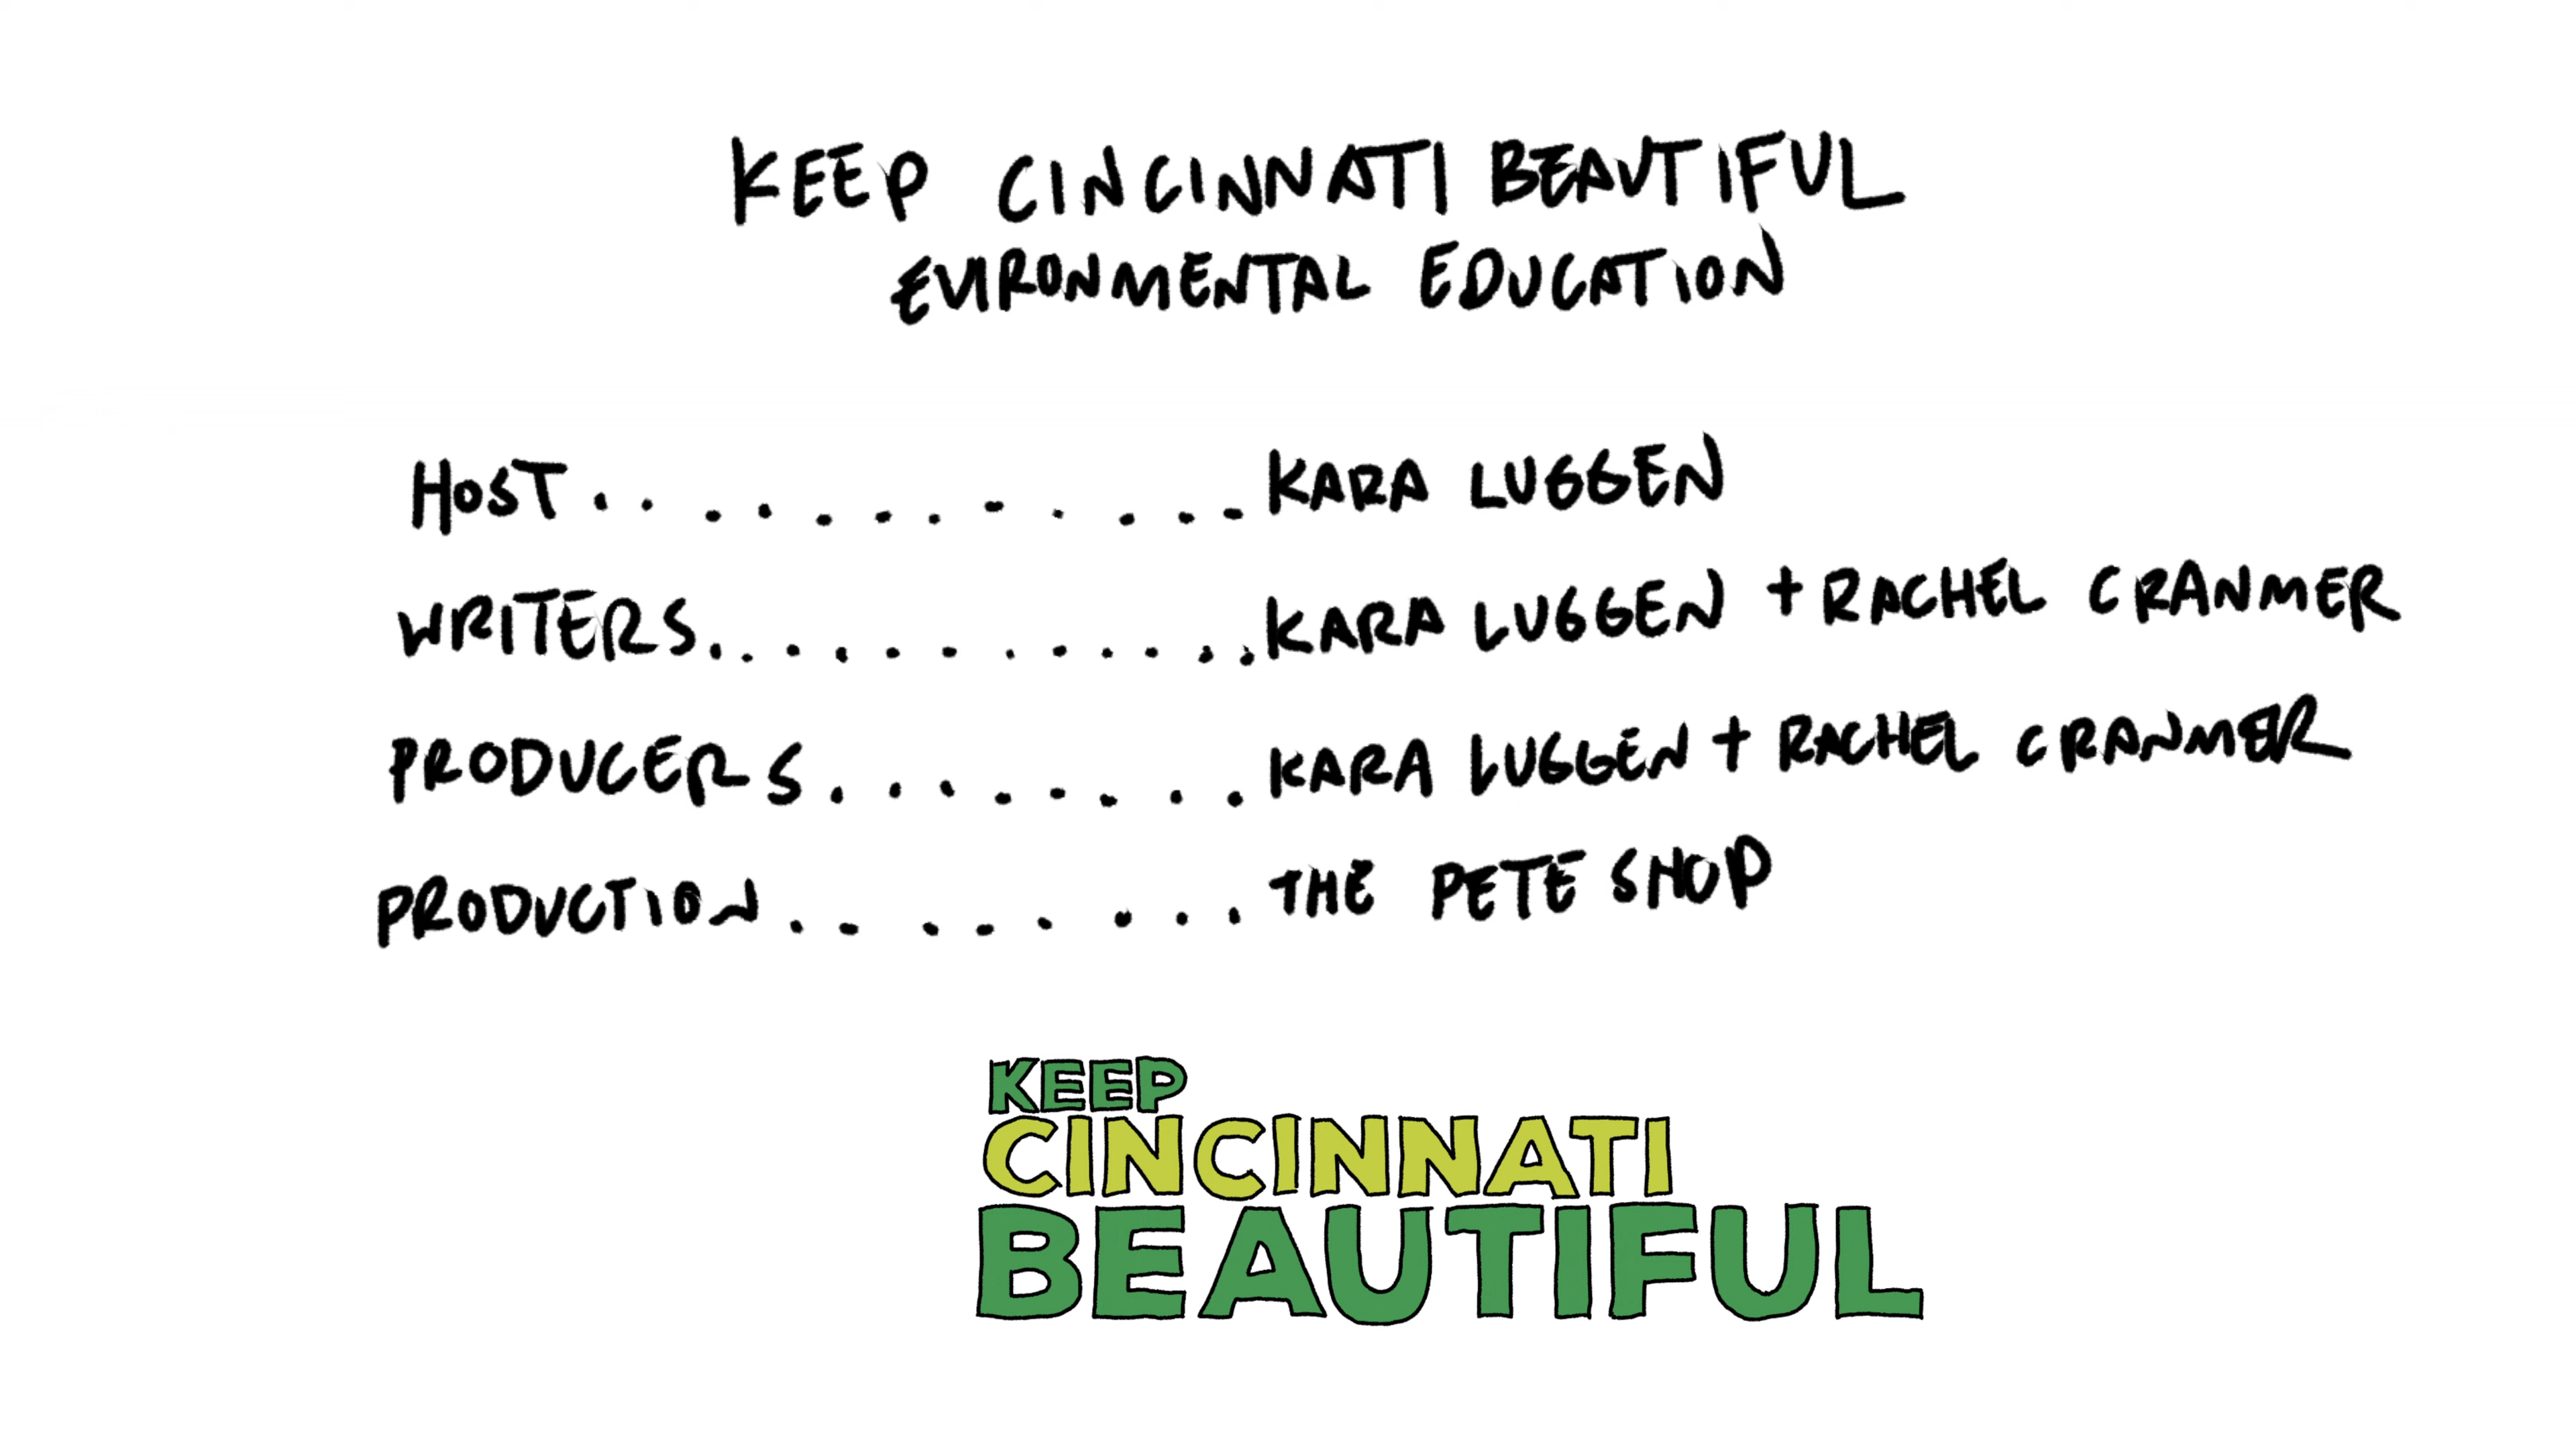 KEEP CINCINNATI BEAUTIFUL
EVIRONMENTAL EDUCATION
HOST............KARA LUGGEN
WRITERS............KARA LUGGEN + RACHEL CRANMER
PRODUCERS........KARA LUGGEN + RACHEL CRANMER
PRODUCTION........THE PETE SHOP
KEEP
CINCINNATI
BEAUTIFUL